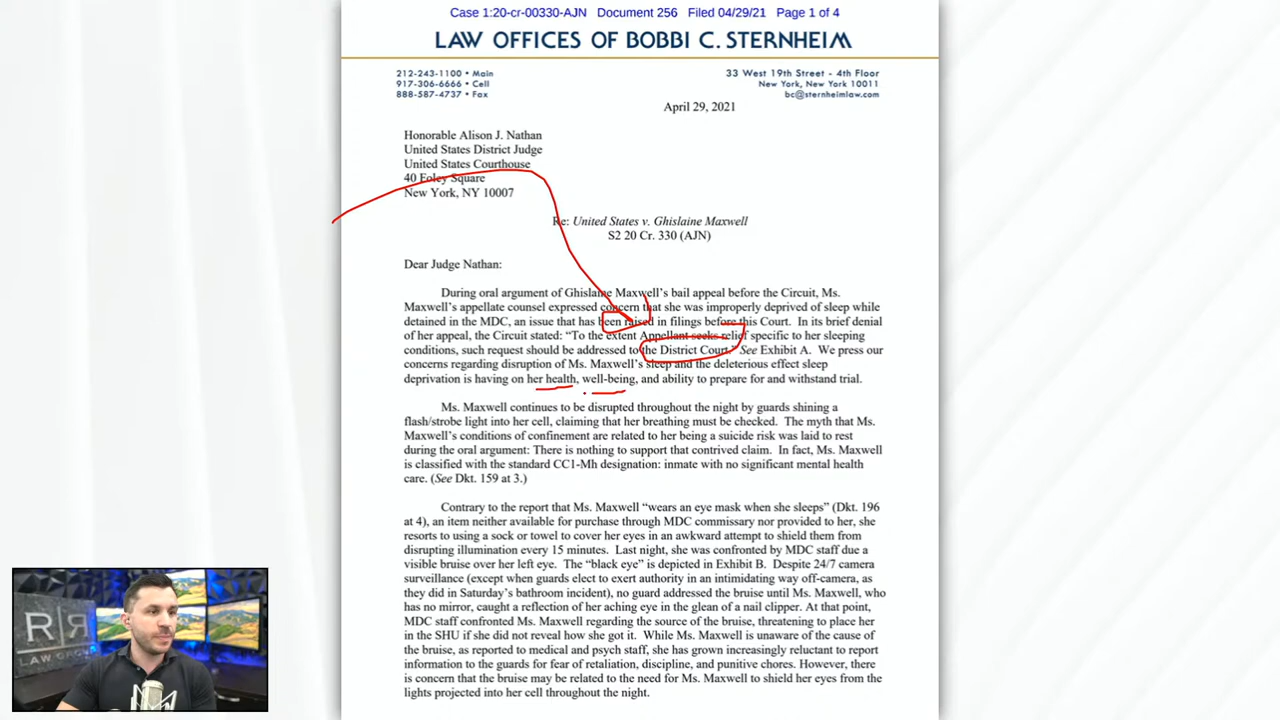 Case 1:20-cr-00330-AJN Document 256 Filed 04/29/21 Page 1 of 4
LAW OFFICES OF BOBBI C. STERNHEIM
212-243-1100 • Main
917-306-6666 • Cell
888-587-4737 • Fax
33 West 19th Street - 4th Floor
New York, New York 10011
bc@sternheimlaw.com
April 29, 2021
Honorable Alison J. Nathan
United States District Judge
United States Courthouse
40 Foley Square
New York, NY 10007
Re: United States v. Ghislaine Maxwell
S2 20 Cr. 330 (AJN)
Dear Judge Nathan:
During oral argument of Ghislaine Maxwell's bail appeal before the Circuit, Ms.
Maxwell's appellate counsel expressed concern that she was improperly deprived of sleep while
detained in the MDC, an issue that has been raised in filings before this Court. In its brief denial
of her appeal, the Circuit stated: "To the extent Appellant seeks relief specific to her sleeping
conditions, such request should be addressed to the District Court." See Exhibit A. We press our
concerns regarding disruption of Ms. Maxwell's sleep and the deleterious effect sleep
deprivation is having on her health, well-being, and ability to prepare for and withstand trial.
Ms. Maxwell continues to be disrupted throughout the night by guards shining a
flash/strobe light into her cell, claiming that her breathing must be checked. The myth that Ms.
Maxwell's conditions of confinement are related to her being a suicide risk was laid to rest
during the oral argument: There is nothing to support that contrived claim. In fact, Ms. Maxwell
is classified with the standard CC1-Mh designation: inmate with no significant mental health
care. (See Dkt. 159 at 3.)
Contrary to the report that Ms. Maxwell "wears an eye mask when she sleeps" (Dkt. 196
at 4), an item neither available for purchase through MDC commissary nor provided to her, she
resorts to using a sock or towel to cover her eyes in an awkward attempt to shield them from
disrupting illumination every 15 minutes. Last night, she was confronted by MDC staff due a
visible bruise over her left eye. The "black eye" is depicted in Exhibit B. Despite 24/7 camera
surveillance (except when guards elect to exert authority in an intimidating way off-camera, as
they did in Saturday's bathroom incident), no guard addressed the bruise until Ms. Maxwell, who
has no mirror, caught a reflection of her aching eye in the glean of a nail clipper. At that point,
MDC staff confronted Ms. Maxwell regarding the source of the bruise, threatening to place her
in the SHU if she did not reveal how she got it. While Ms. Maxwell is unaware of the cause of
the bruise, as reported to medical and psych staff, she has grown increasingly reluctant to report
information to the guards for fear of retaliation, discipline, and punitive chores. However, there
is concern that the bruise may be related to the need for Ms. Maxwell to shield her eyes from the
lights projected into her cell throughout the night.
R R
LAW GROUP